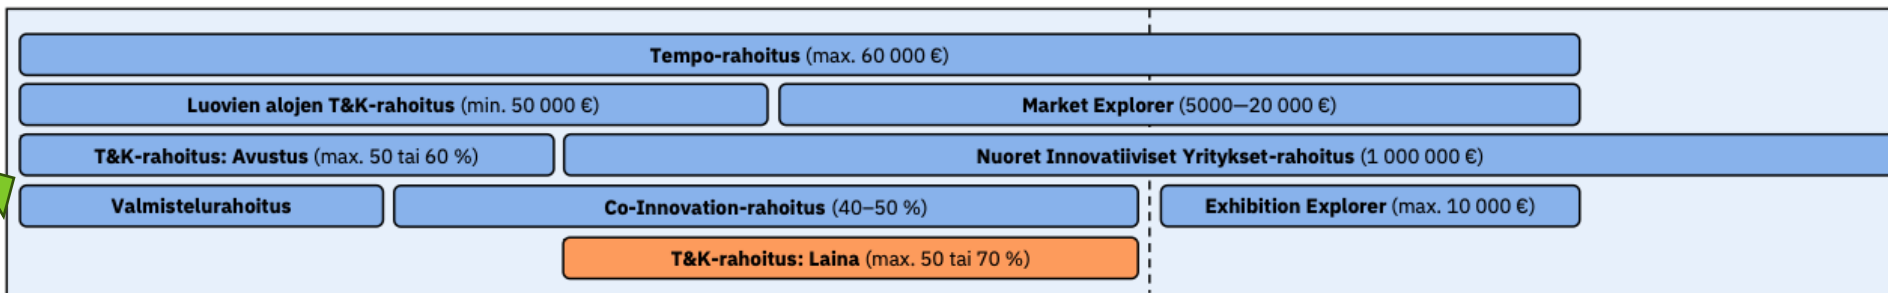 Tempo-rahoitus (max. 60 000 €)
Luovien alojen T&K-rahoitus (min. 50 000 €)
Market Explorer (5000—20 000 €)
T&K-rahoitus: Avustus (max. 50 tai 60 %)
Nuoret Innovatiiviset Yritykset-rahoitus (1 000 000 €)
Valmistelurahoitus
Co-Innovation-rahoitus (40–50 %)
Exhibition Explorer (max. 10 000 €)
T&K-rahoitus: Laina (max. 50 tai 70 %)